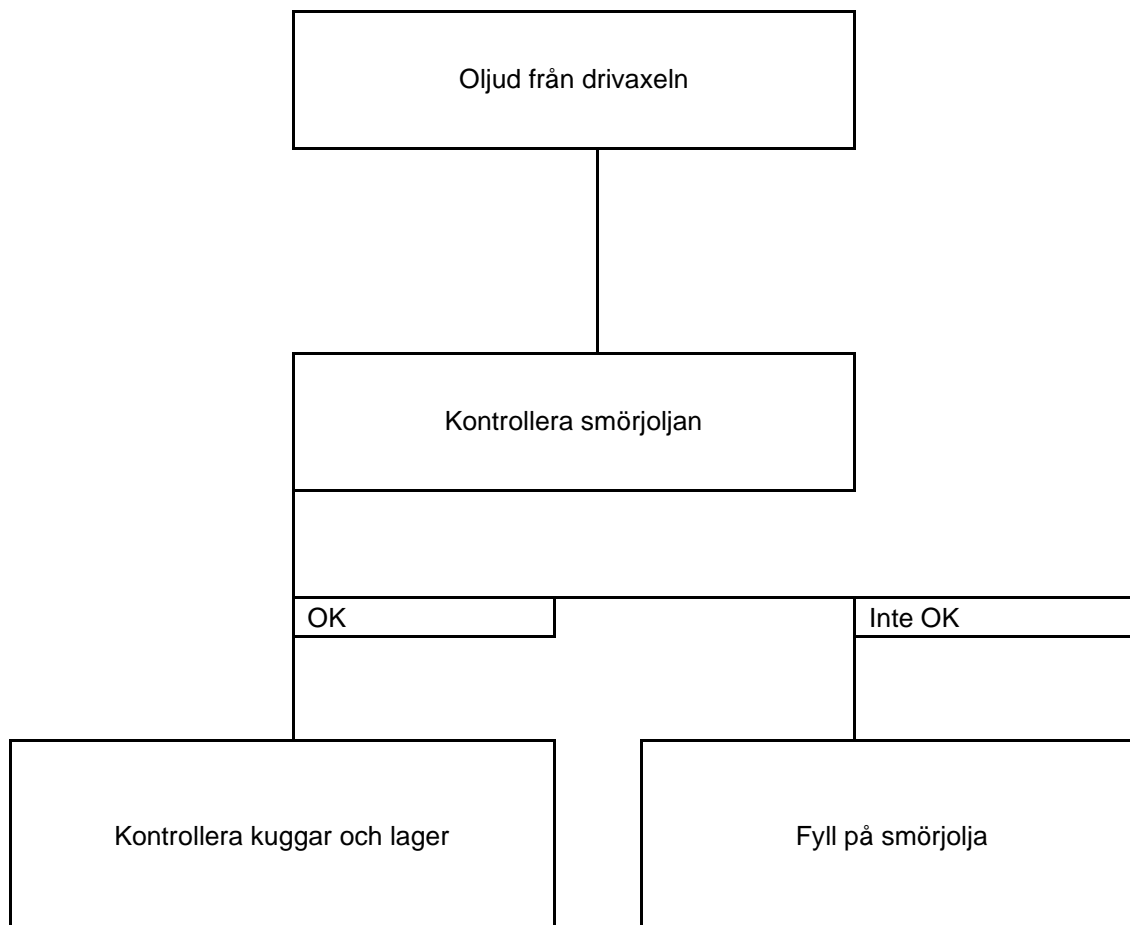 Oljud från drivaxeln
Kontrollera smörjoljan
OK
Inte OK
Kontrollera kuggar och lager
Fyll på smörjolja